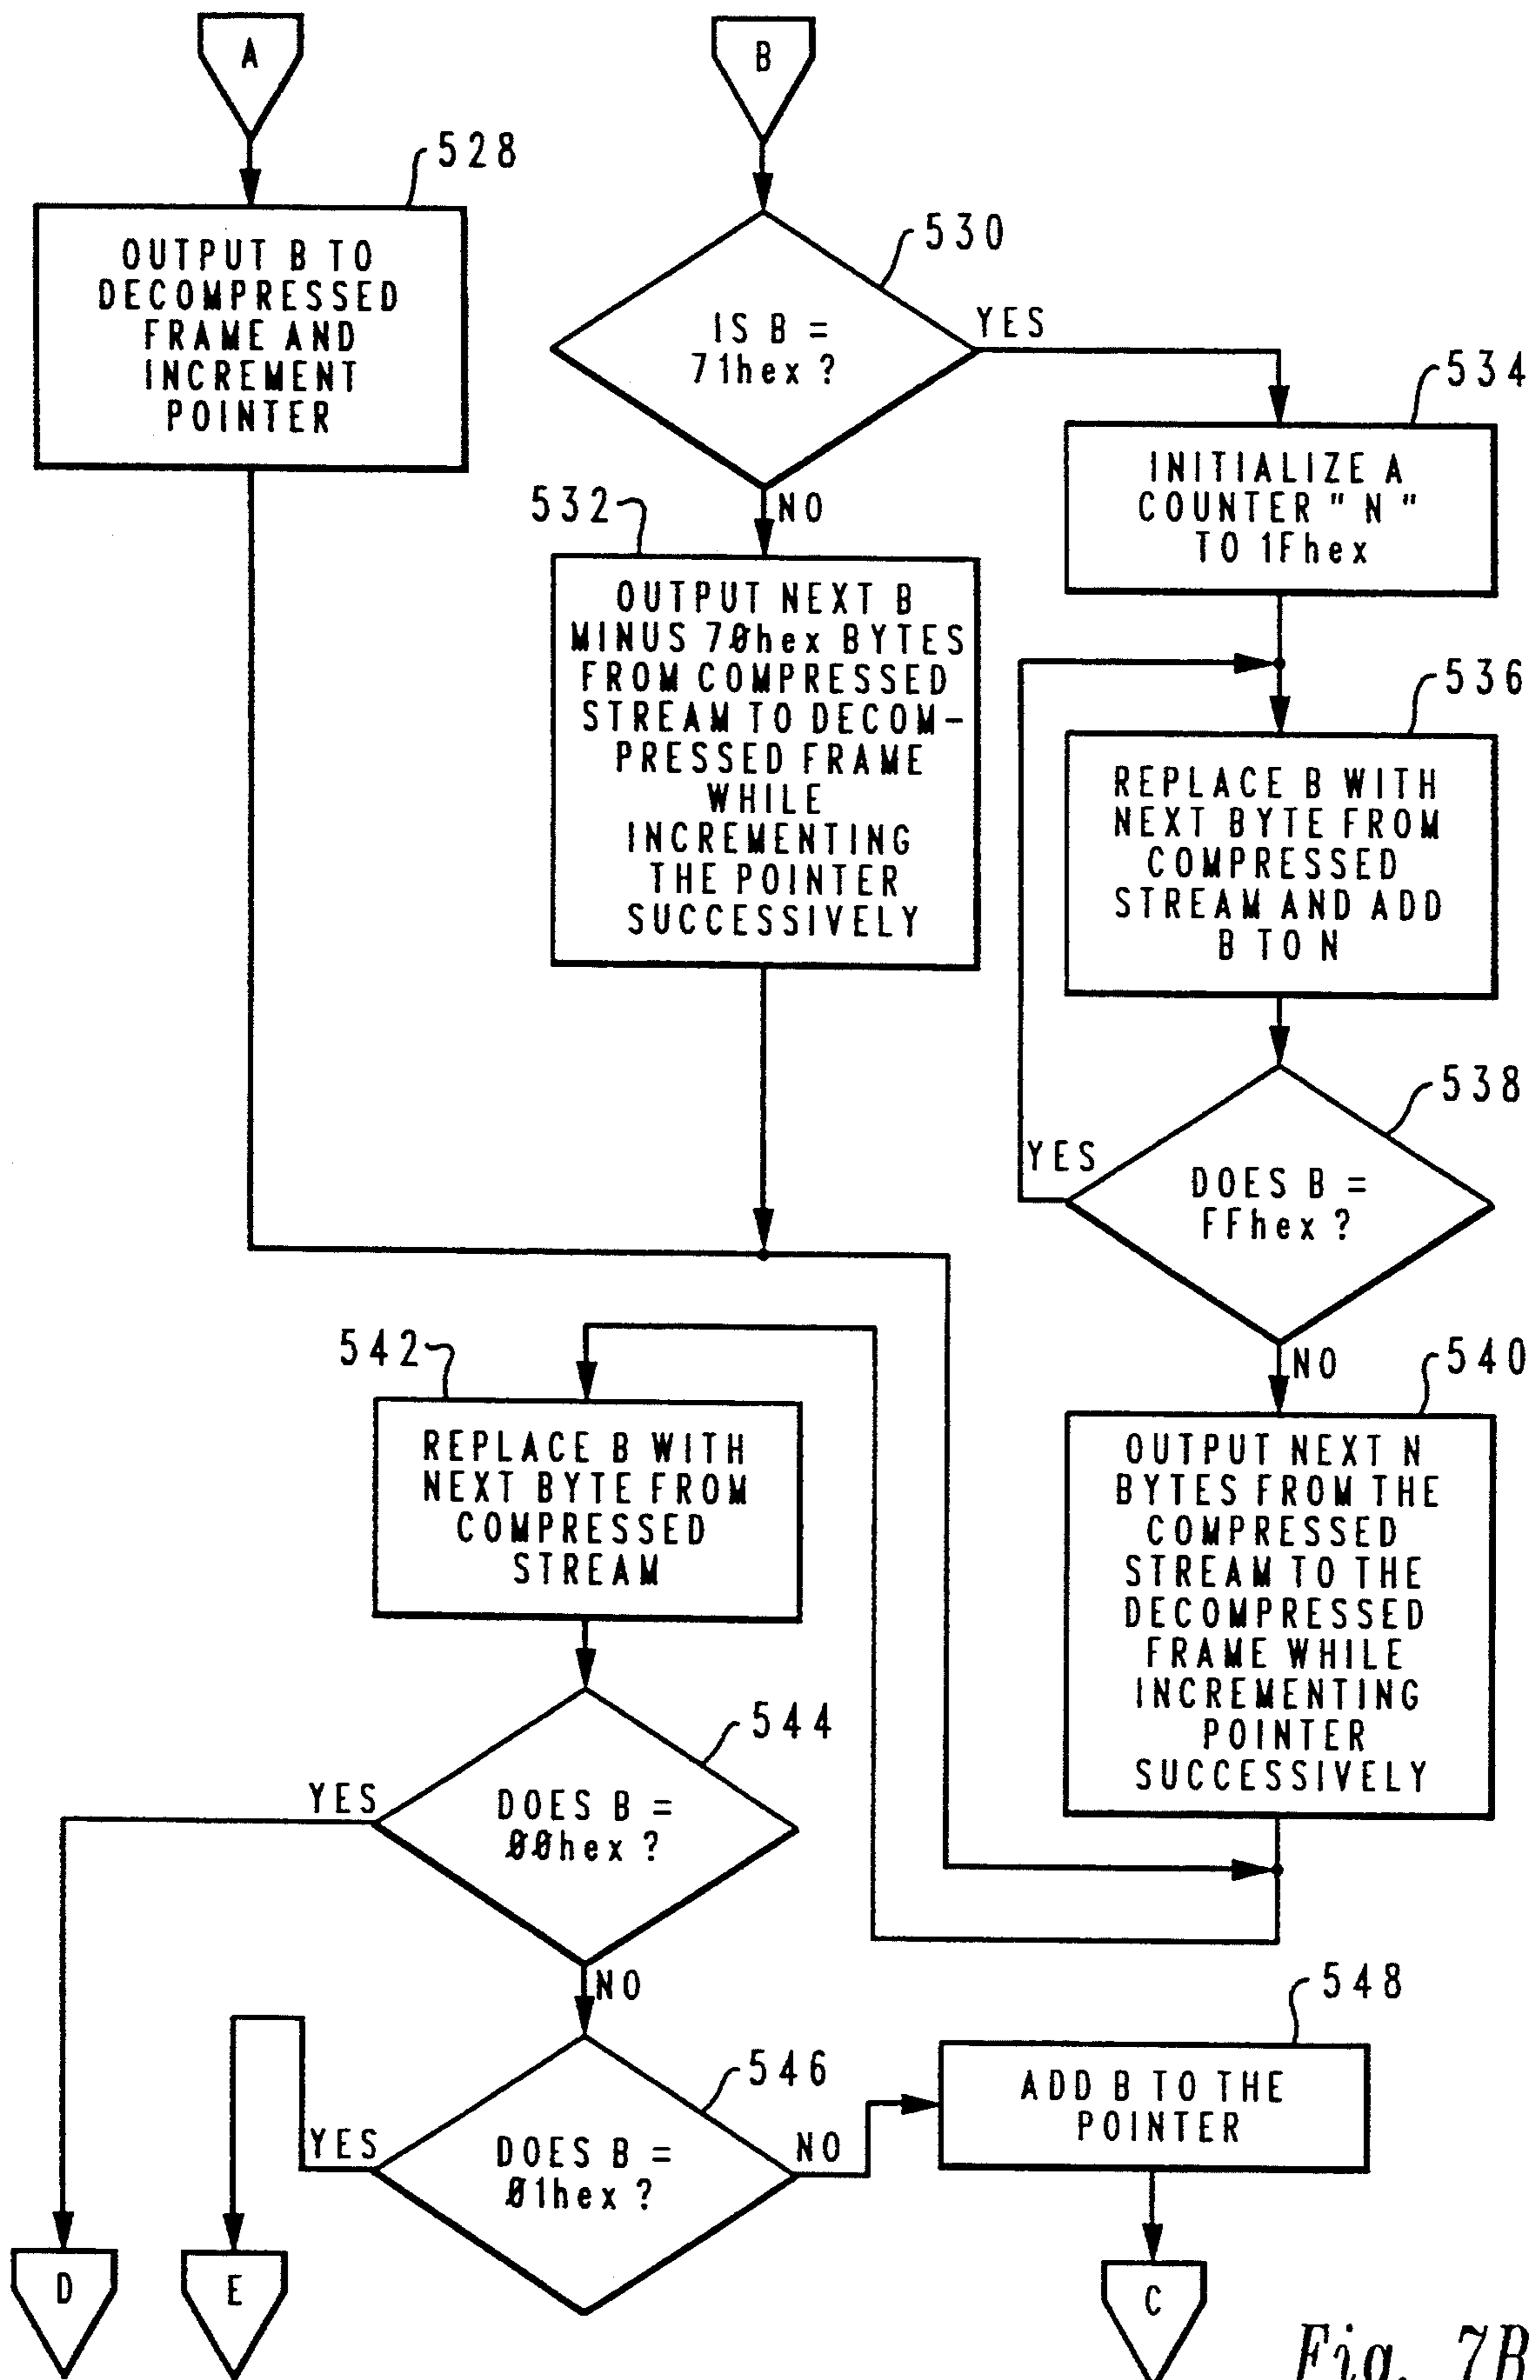 A
B
528
OUTPUT B TO
DECOMPRESSED
FRAME AND
INCREMENT
POINTER
530
IS B =
71hex ?
YES
NO
534
INITIALIZE A
COUNTER "N"
TO 1Fhex
532
OUTPUT NEXT B
MINUS 70hex BYTES
FROM COMPRESSED
STREAM TO DECOM-
PRESSED FRAME
WHILE
INCREMENTING
THE POINTER
SUCCESSIVELY
536
REPLACE B WITH
NEXT BYTE FROM
COMPRESSED
STREAM AND ADD
B TO N
538
YES
DOES B =
FFhex ?
NO
540
OUTPUT NEXT N
BYTES FROM THE
COMPRESSED
STREAM TO THE
DECOMPRESSED
FRAME WHILE
INCREMENTING
POINTER
SUCCESSIVELY
542
REPLACE B WITH
NEXT BYTE FROM
COMPRESSED
STREAM
544
YES
DOES B =
00hex ?
NO
546
YES
DOES B =
01hex ?
NO
548
ADD B TO THE
POINTER
D
E
C
Fig. 7B